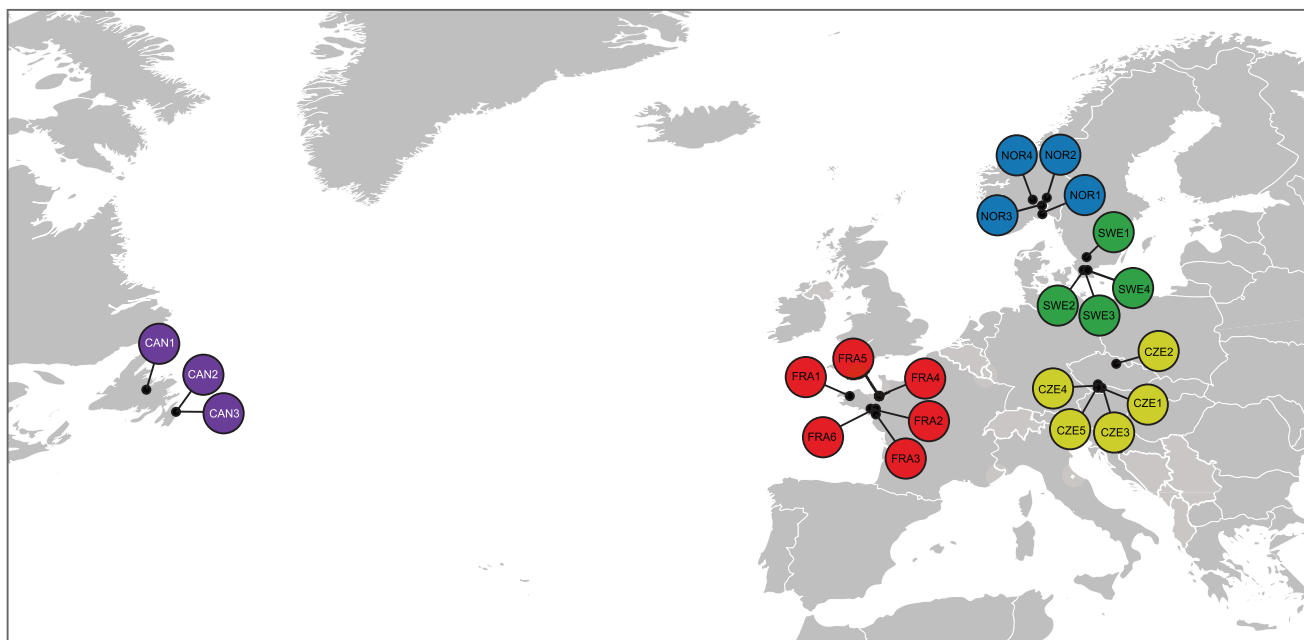 NOR4
NOR2
NOR1
NOR3
SWE1
SWE4
SWE2
SWE3
CAN1
CAN2
CAN3
FRA5
FRA1
FRA4
FRA2
FRA6
FRA3
CZE2
CZE4
CZE1
CZE5
CZE3